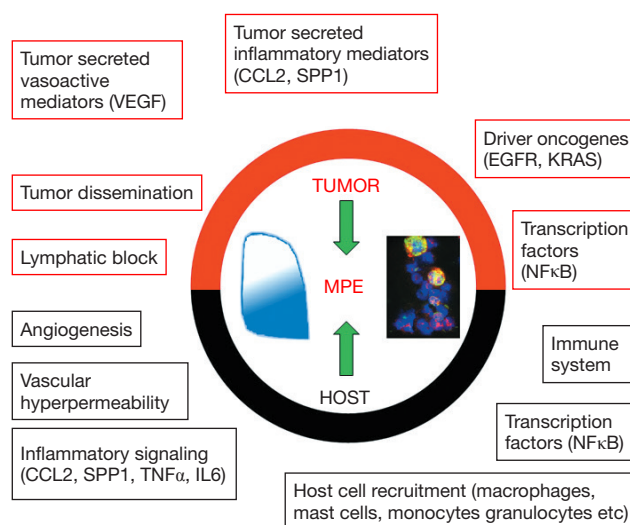 Tumor secreted
vasoactive
mediators (VEGF)
Tumor secreted
inflammatory mediators
(CCL2, SPP1)
Driver oncogenes
(EGFR, KRAS)
Tumor dissemination
TUMOR
Transcription
factors
(NFκB)
Lymphatic block
MPE
Angiogenesis
Immune
system
Vascular
hyperpermeability
HOST
Transcription
factors (NFκB)
Inflammatory signaling
(CCL2, SPP1, TNFα, IL6)
Host cell recruitment (macrophages,
mast cells, monocytes granulocytes etc)